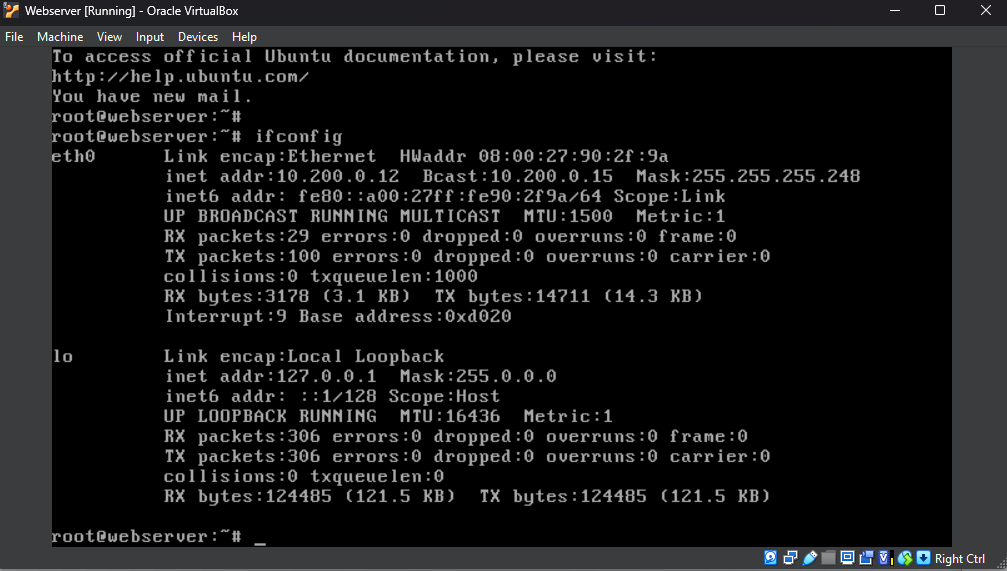 Webserver [Running] - Oracle VirtualBox
File Machine View Input Devices Help
To access official Ubuntu documentation, please visit:
http://help.ubuntu.com/
You have new mail.
root@webserver:~#
root@webserver:~# ifconfig
eth0      Link encap:Ethernet  HWaddr 08:00:27:90:2f:9a
          inet addr:10.200.0.12  Bcast:10.200.0.15  Mask:255.255.255.248
          inet6 addr: fe80::a00:27ff:fe90:2f9a/64 Scope:Link
          UP BROADCAST RUNNING MULTICAST  MTU:1500  Metric:1
          RX packets:29 errors:0 dropped:0 overruns:0 frame:0
          TX packets:100 errors:0 dropped:0 overruns:0 carrier:0
          collisions:0 txqueuelen:1000
          RX bytes:3178 (3.1 KB)  TX bytes:14711 (14.3 KB)
          Interrupt:9 Base address:0xd020
lo        Link encap:Local Loopback
          inet addr:127.0.0.1  Mask:255.0.0.0
          inet6 addr: ::1/128 Scope:Host
          UP LOOPBACK RUNNING  MTU:16436  Metric:1
          RX packets:306 errors:0 dropped:0 overruns:0 frame:0
          TX packets:306 errors:0 dropped:0 overruns:0 carrier:0
          collisions:0 txqueuelen:0
          RX bytes:124485 (121.5 KB)  TX bytes:124485 (121.5 KB)
root@webserver:~# _
Right Ctrl